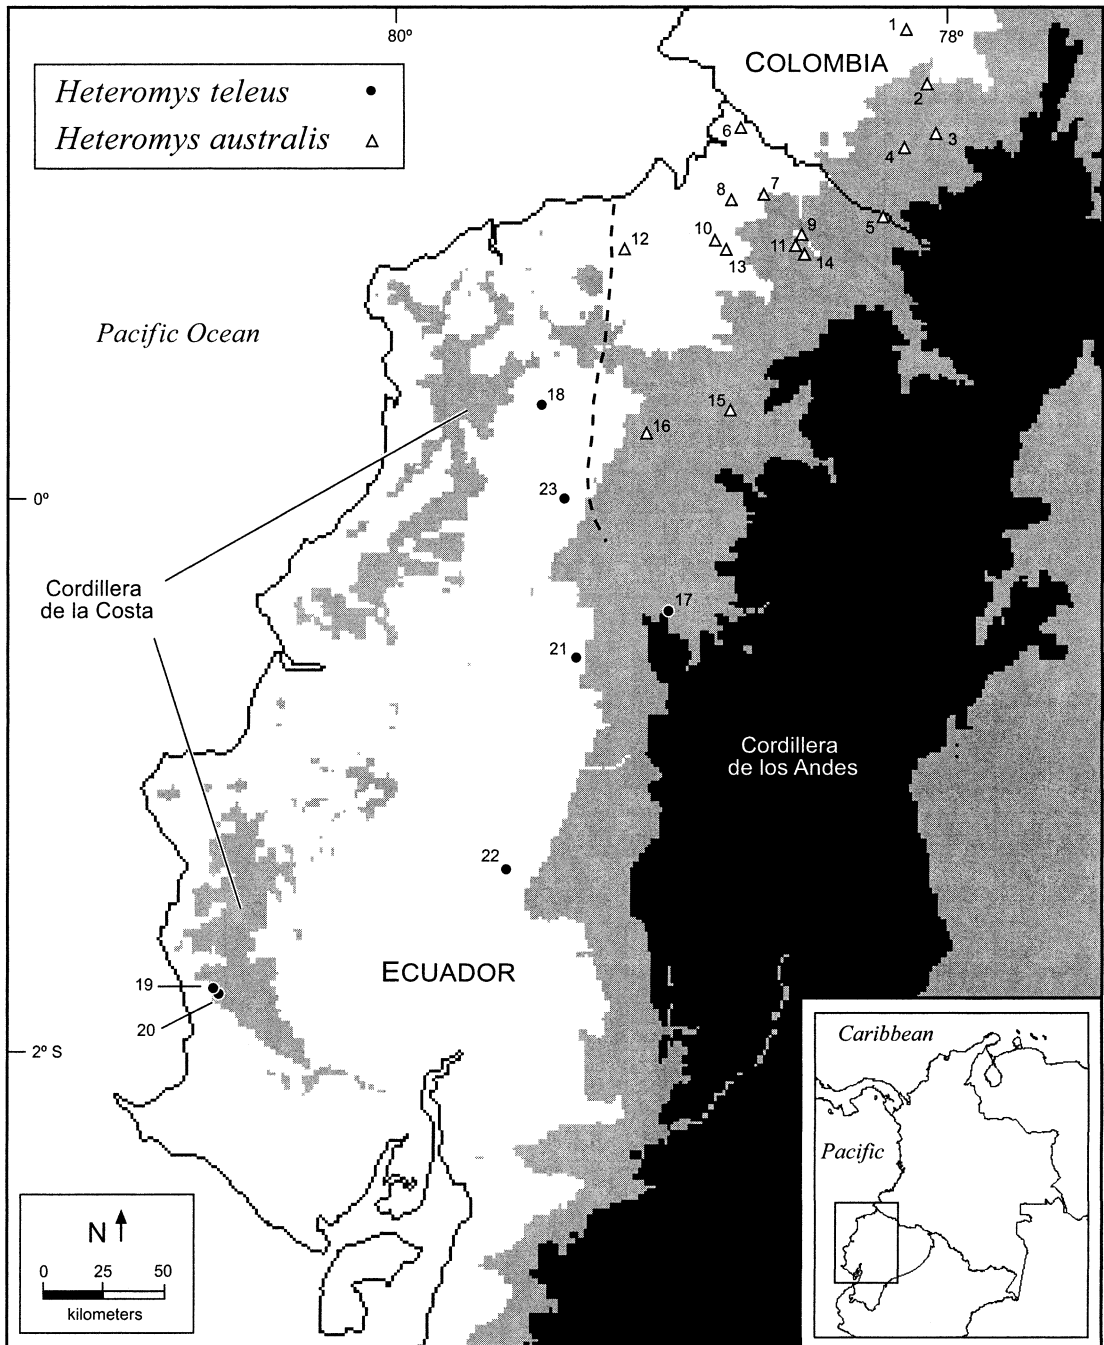 80º
78º
1
COLOMBIA
Heteromys teleus
Heteromys australis
2
6
3
4
7
8
5
9
10
12
11
13
14
Pacific Ocean
18
15
16
23
0º
Cordillera
de la Costa
17
21
Cordillera
de los Andes
22
ECUADOR
19
20
2º S
Caribbean
Pacific
N
0 25 50
kilometers